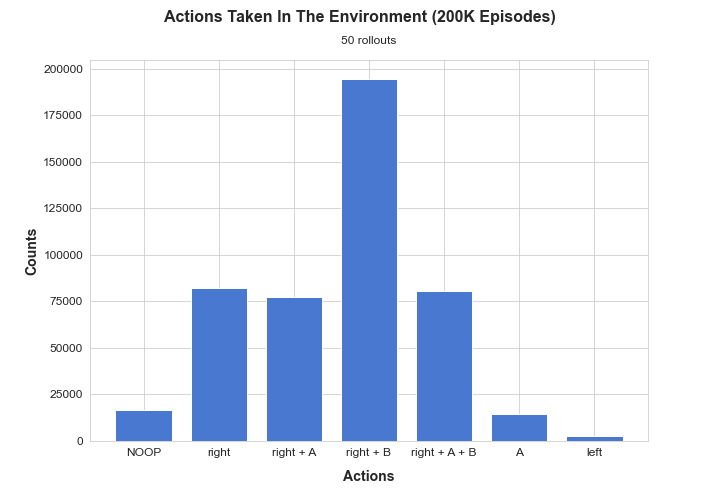 Actions Taken In The Environment (200K Episodes)
50 rollouts
200000
175000
150000
125000
100000
75000
50000
25000
0
Counts
NOOP right right + A right + B right + A + B A left
Actions